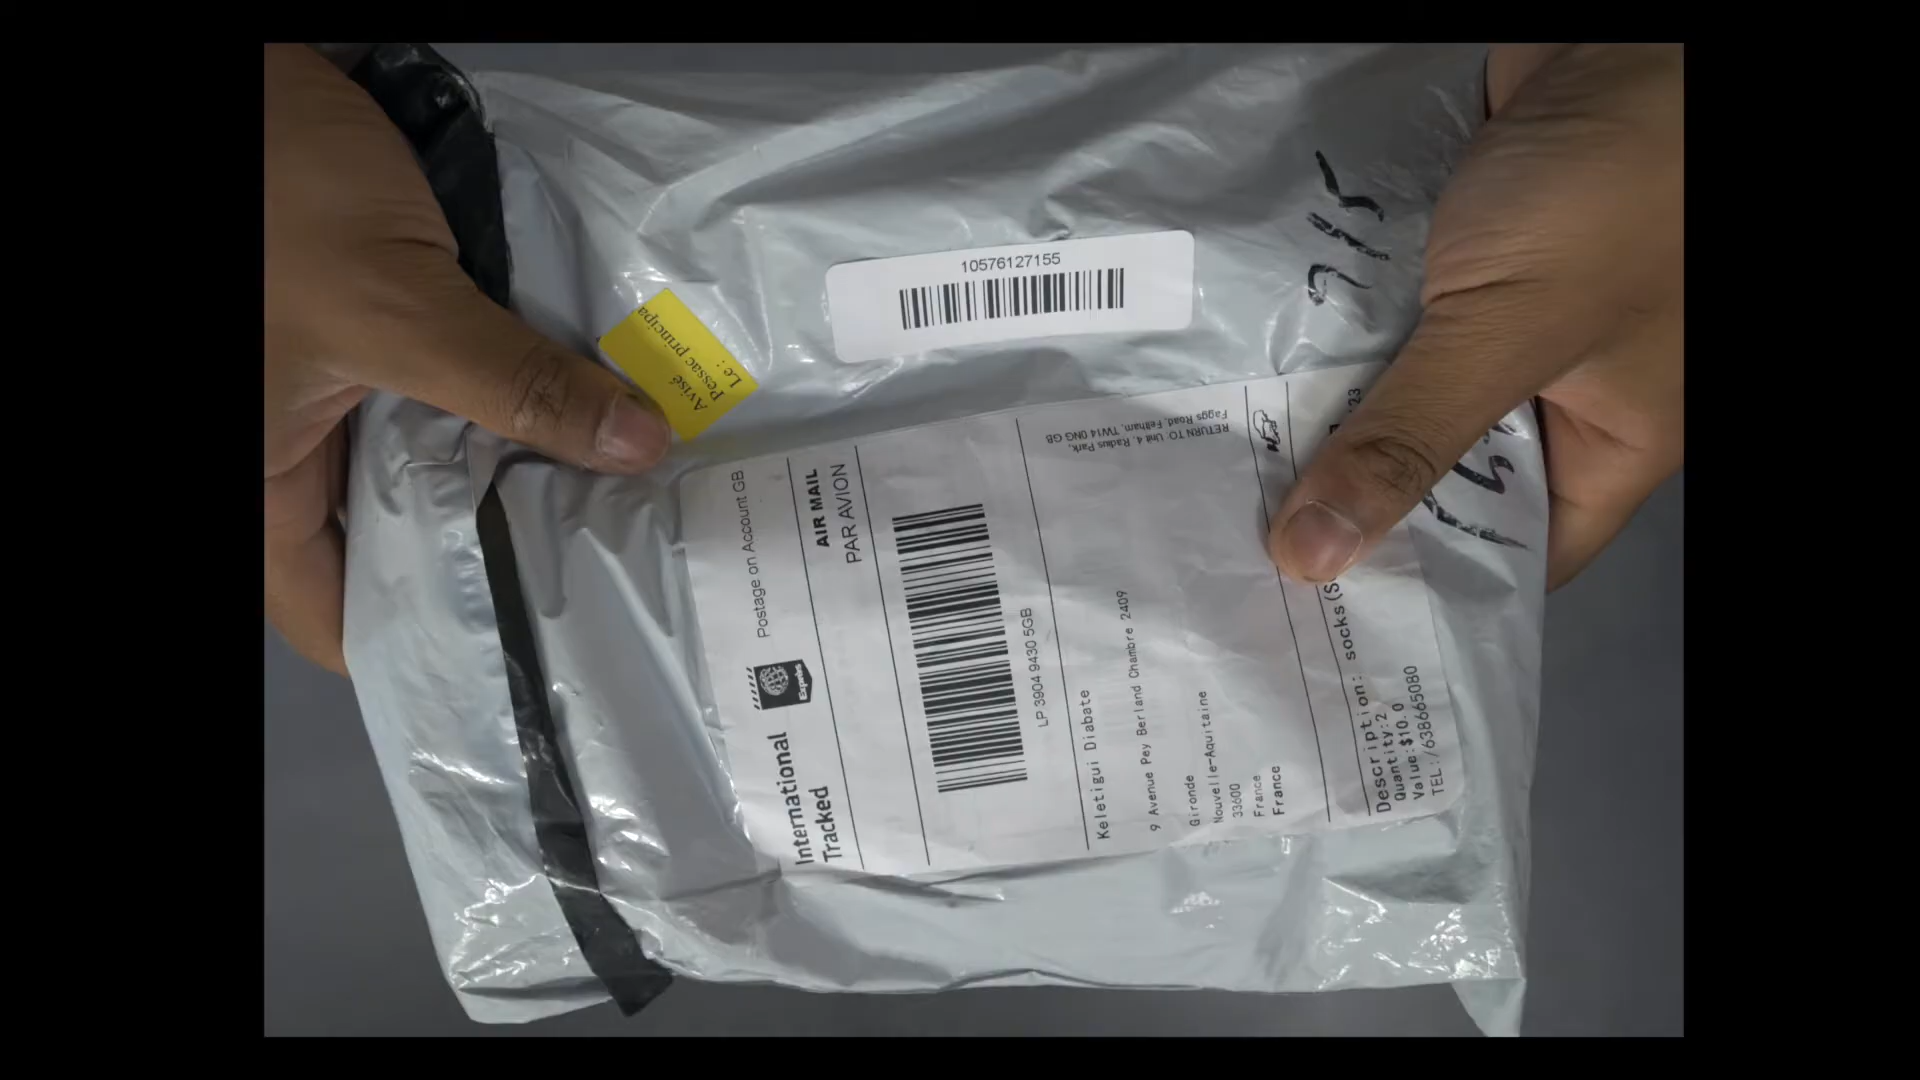 10576127155
Avisé
Pessac principa
Le :
International
Tracked
Express
Postage on Account GB
AIR MAIL
PAR AVION
LP 3904 9430 5GB
RETURN TO Unit 4, Radius Park,
Faggs Road, Feltham, TW14 0NG GB
Keletigui Diabate
9 Avenue Pey Berland Chambre 2409
Gironde
Nouvelle-Aquitaine
33600
France
France
23
Description: socks (S
Quantity:2
Value:$10.0
TEL:/638665080